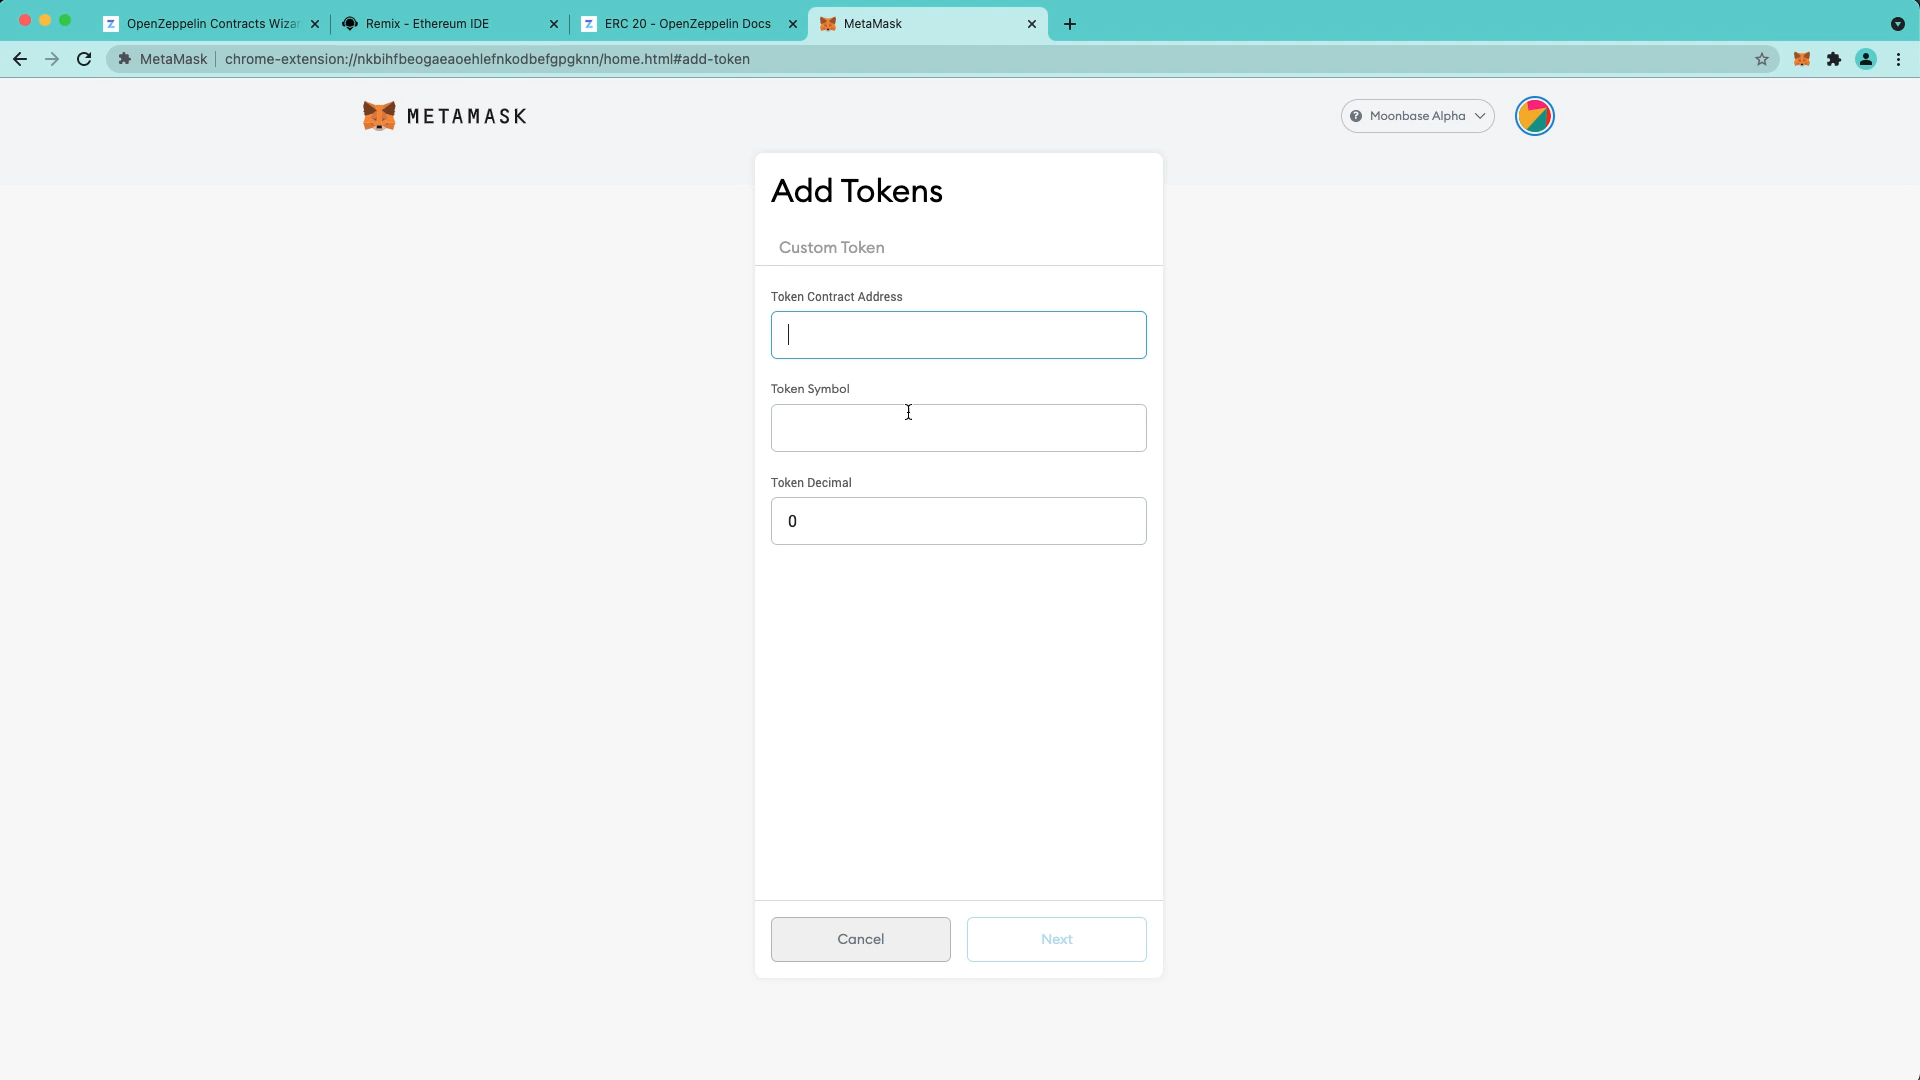 OpenZeppelin Contracts Wizar
Remix - Ethereum IDE
ERC 20 - OpenZeppelin Docs
MetaMask
MetaMask
chrome-extension://nkbihfbeogaeaoehlefnkodbefgpgknn/home.html#add-token
METAMASK
Moonbase Alpha
Add Tokens
Custom Token
Token Contract Address
Token Symbol
Token Decimal
0
Cancel
Next